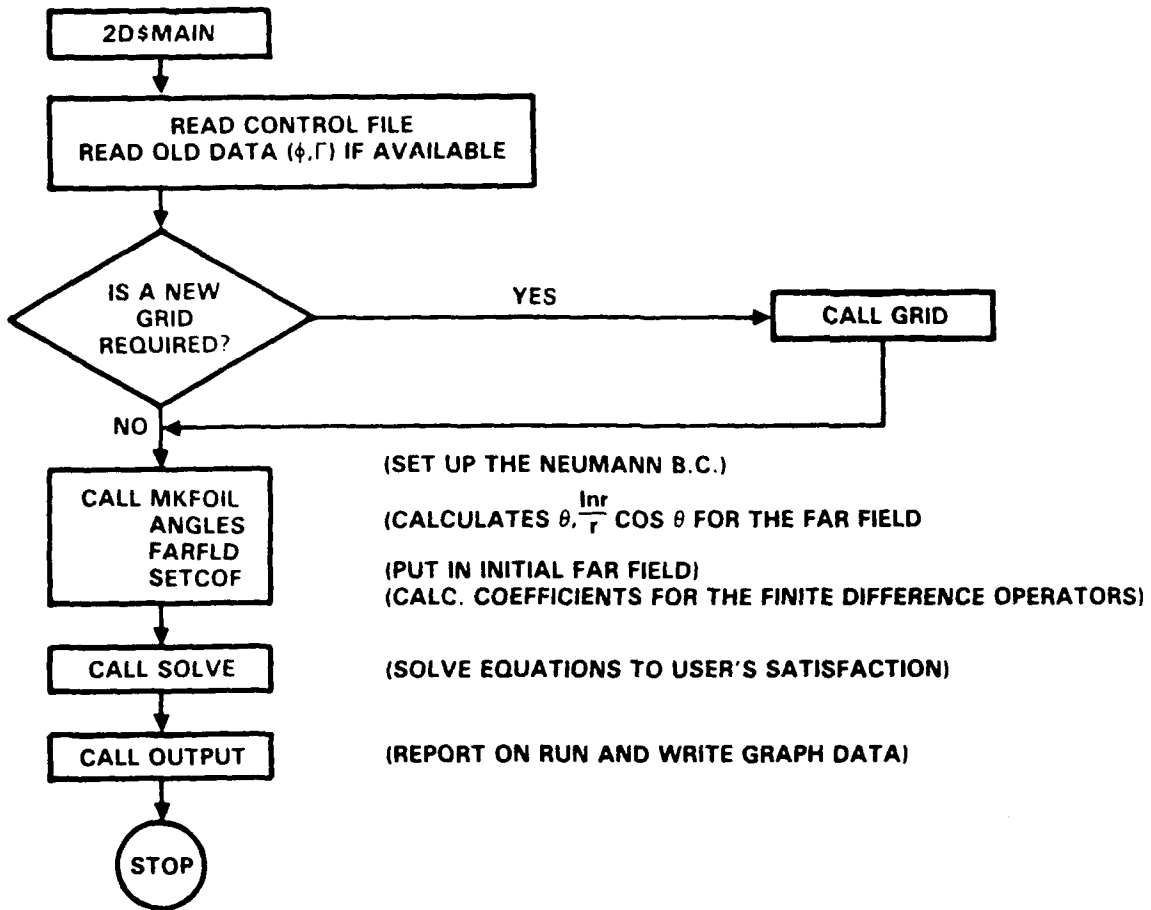 2D$MAIN
READ CONTROL FILE
READ OLD DATA (ϕ,Γ) IF AVAILABLE
IS A NEW
GRID
REQUIRED?
YES
CALL GRID
NO
CALL MKFOIL
ANGLES
FARFLD
SETCOF
(SET UP THE NEUMANN B.C.)
(CALCULATES θ, lnr/r COS θ FOR THE FAR FIELD
(PUT IN INITIAL FAR FIELD)
(CALC. COEFFICIENTS FOR THE FINITE DIFFERENCE OPERATORS)
CALL SOLVE
(SOLVE EQUATIONS TO USER'S SATISFACTION)
CALL OUTPUT
(REPORT ON RUN AND WRITE GRAPH DATA)
STOP